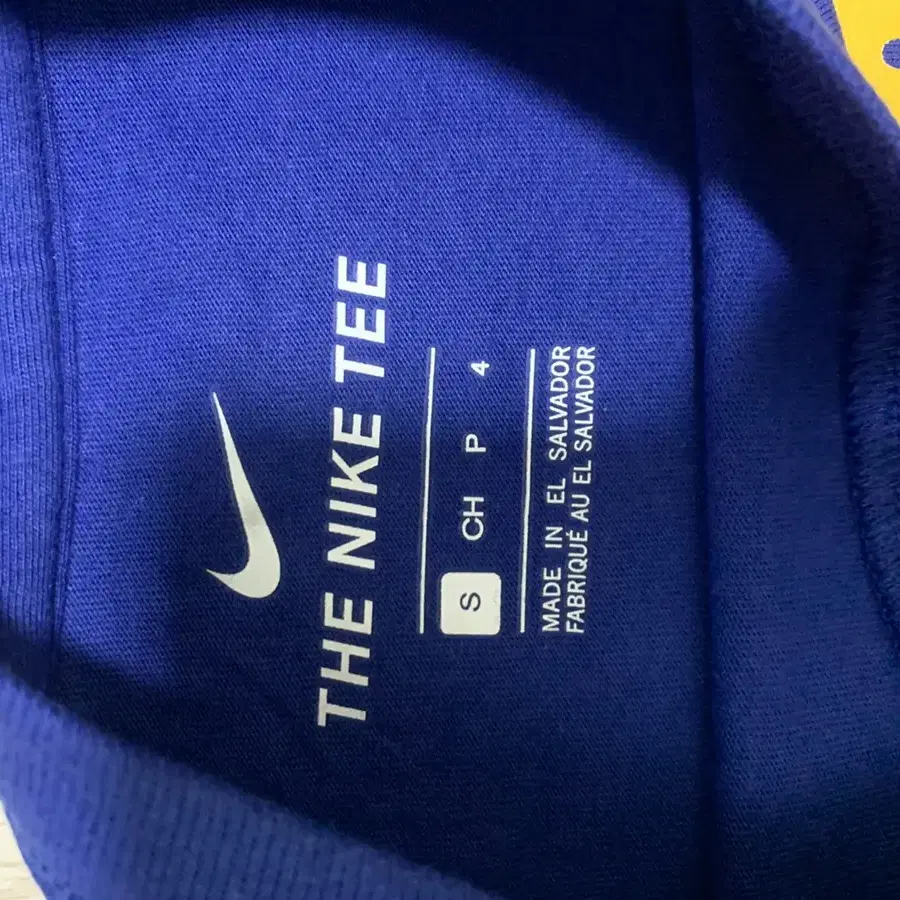 THE NIKE TEE
S CH P 4
MADE IN EL SALVADOR
FABRIQUÉ AU EL SALVADOR